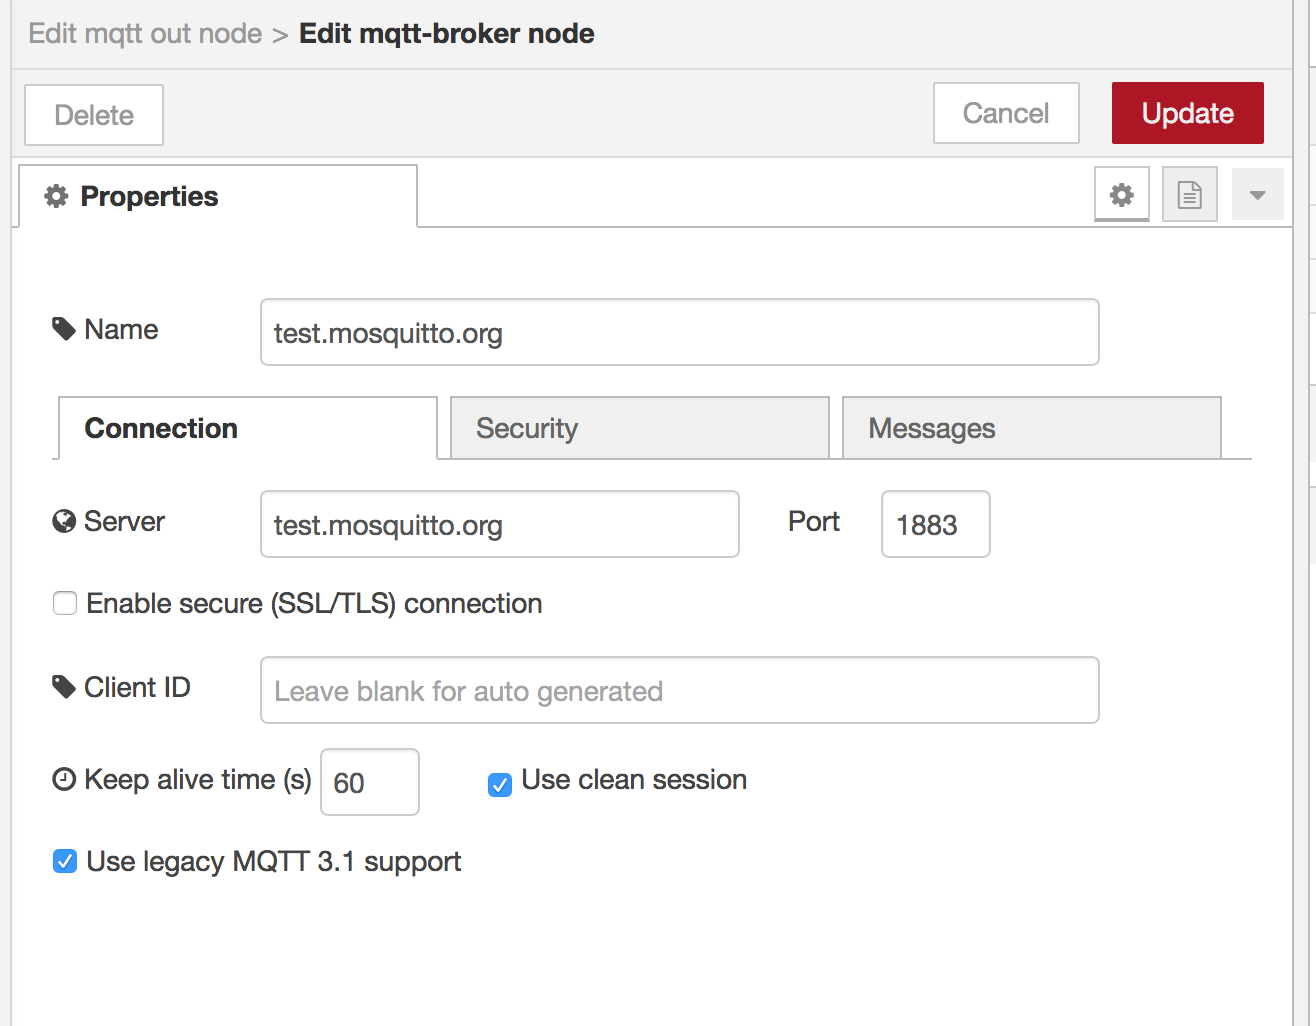 Edit mqtt out node > Edit mqtt-broker node
Delete
Cancel
Update
Properties
Name
test.mosquitto.org
Connection
Security
Messages
Server
test.mosquitto.org
Port
1883
Enable secure (SSL/TLS) connection
Client ID
Leave blank for auto generated
Keep alive time (s)
60
Use clean session
Use legacy MQTT 3.1 support